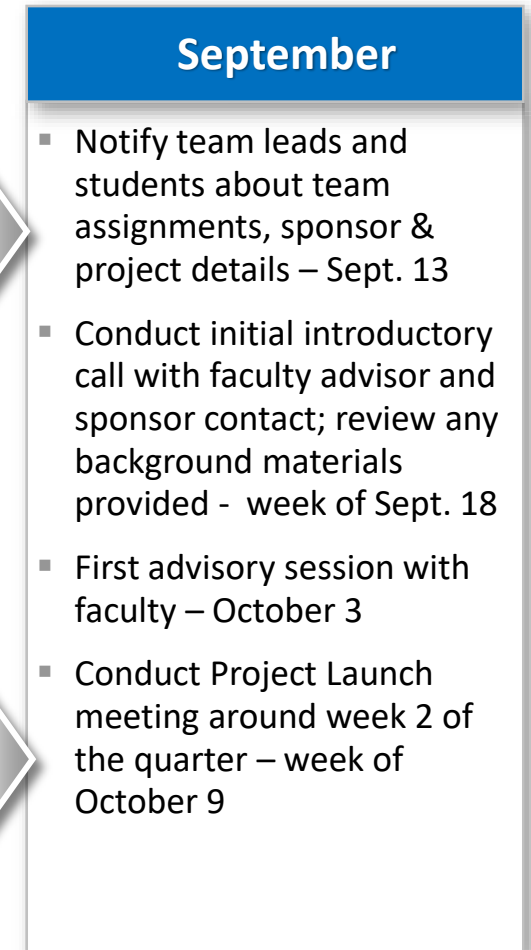 September
▪ Notify team leads and
students about team
assignments, sponsor &
project details – Sept. 13
▪ Conduct initial introductory
call with faculty advisor and
sponsor contact; review any
background materials
provided - week of Sept. 18
▪ First advisory session with
faculty – October 3
▪ Conduct Project Launch
meeting around week 2 of
the quarter – week of
October 9